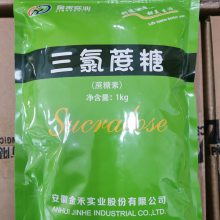 三氯蔗糖
(蔗糖素)
净含量:1kg
Sucralose
安徽金禾实业股份有限公司
ANHUI JINHE INDUSTRIAL CO.,LTD.